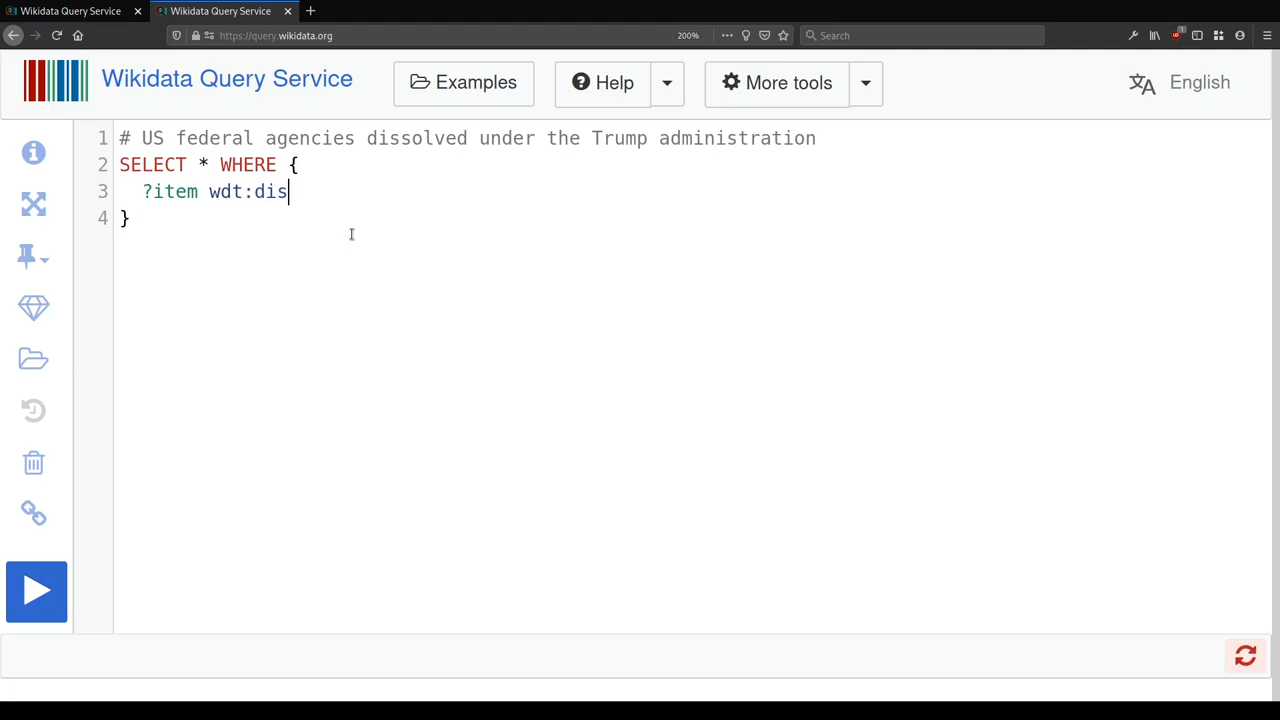 Wikidata Query Service
Wikidata Query Service
https://query.wikidata.org
200%
Search
Wikidata Query Service
Examples
Help
More tools
English
1 # US federal agencies dissolved under the Trump administration
2 SELECT * WHERE {
3 ?item wdt:dis
4 }